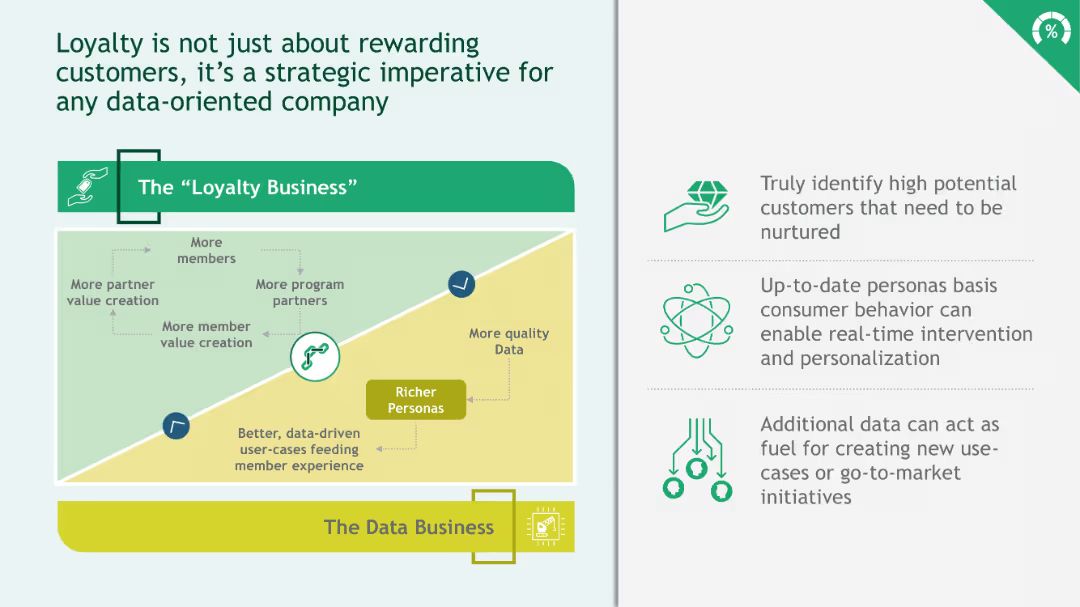 Loyalty is not just about rewarding
customers, it's a strategic imperative for
any data-oriented company
The “Loyalty Business”
More
members
More partner
value creation
More program
partners
More member
value creation
More quality
Data
Richer
Personas
Better, data-driven
user-cases feeding
member experience
The Data Business
%
Truly identify high potential
customers that need to be
nurtured
Up-to-date personas basis
consumer behavior can
enable real-time intervention
and personalization
Additional data can act as
fuel for creating new use-
cases or go-to-market
initiatives